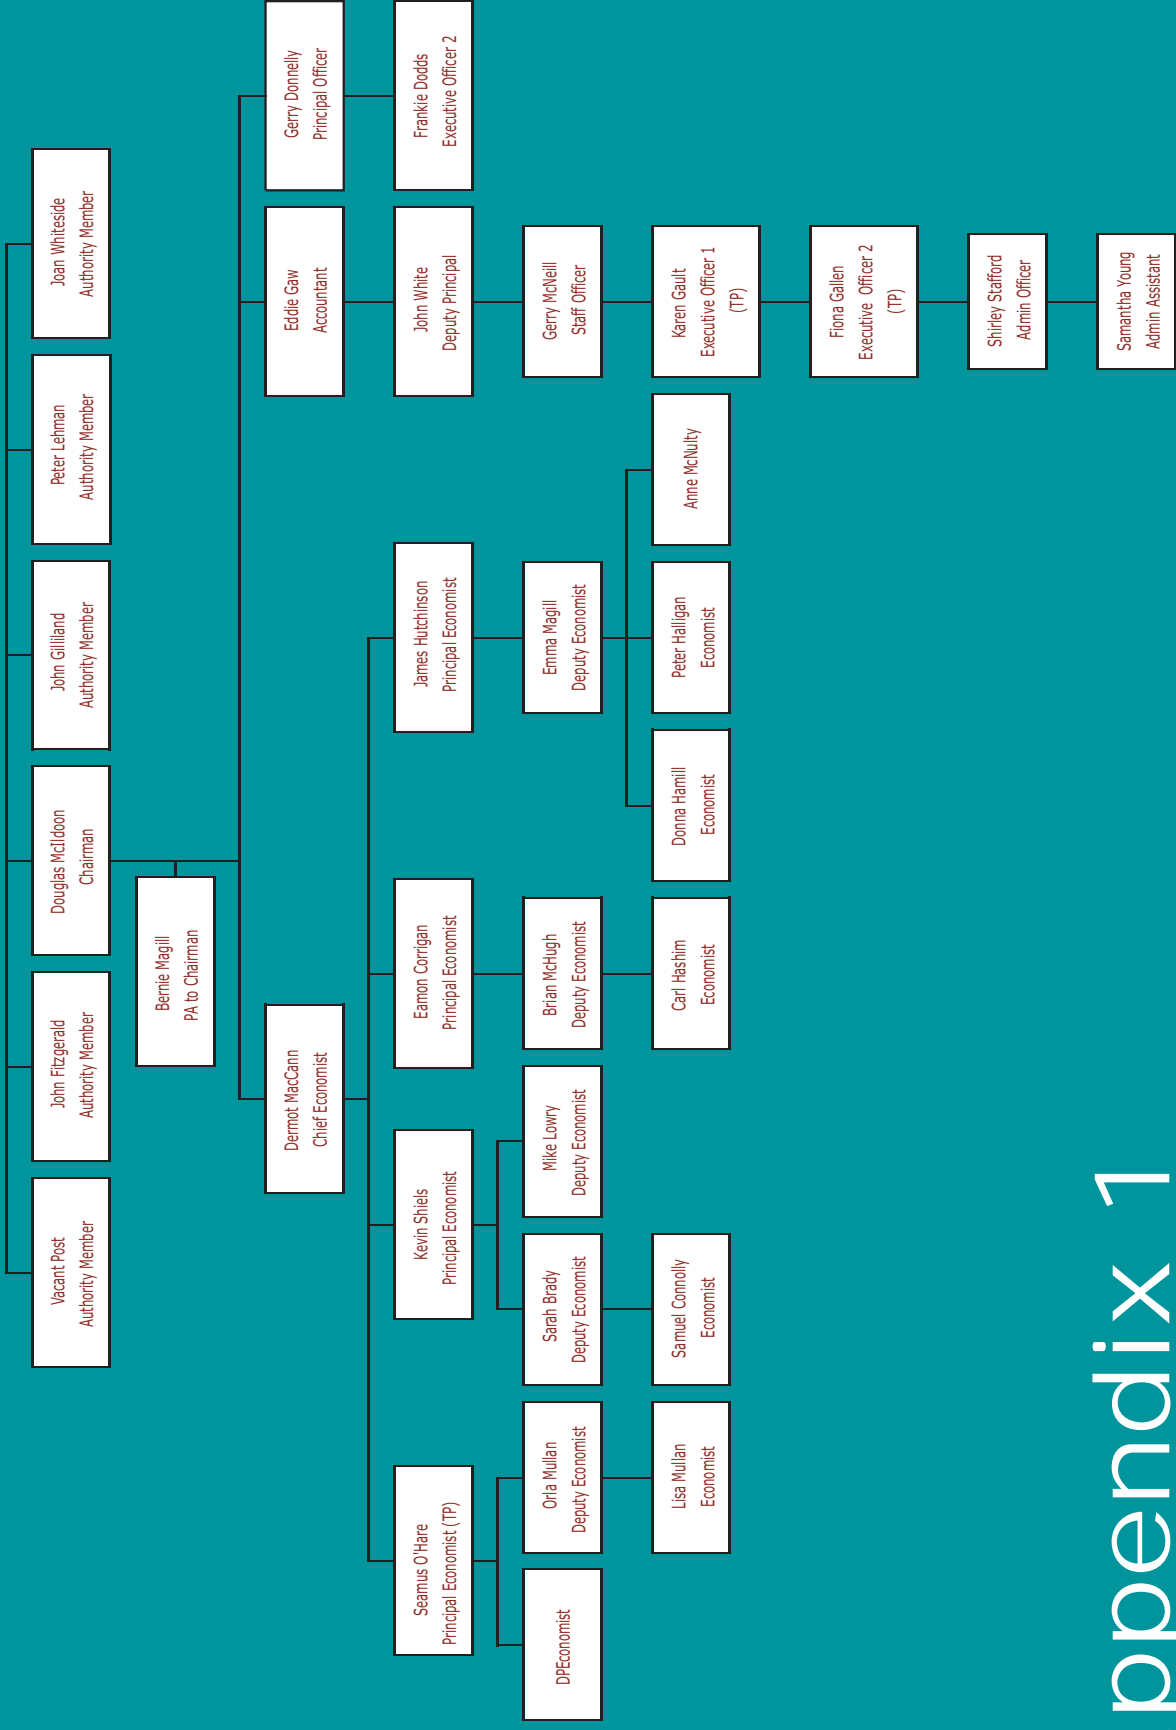 Vacant Post
Authority Member
John Fitzgerald
Authority Member
Douglas McIldoon
Chairman
John Gilliland
Authority Member
Peter Lehman
Authority Member
Joan Whiteside
Authority Member
Bernie Magill
PA to Chairman
Dermot MacCann
Chief Economist
Eddie Gaw
Accountant
Gerry Donnelly
Principal Officer
Seamus O'Hare
Principal Economist (TP)
Kevin Shiels
Principal Economist
Eamon Corrigan
Principal Economist
James Hutchinson
Principal Economist
John White
Deputy Principal
Frankie Dodds
Executive Officer 2
DPEconomist
Orla Mullan
Deputy Economist
Sarah Brady
Deputy Economist
Mike Lowry
Deputy Economist
Brian McHugh
Deputy Economist
Emma Magill
Deputy Economist
Gerry McNeill
Staff Officer
Lisa Mullan
Economist
Samuel Connolly
Economist
Carl Hashim
Economist
Donna Hamill
Economist
Peter Halligan
Economist
Anne McNulty
Karen Gault
Executive Officer 1
(TP)
Fiona Gallen
Executive Officer 2
(TP)
Shirley Stafford
Admin Officer
Samantha Young
Admin Assistant
ppendix 1